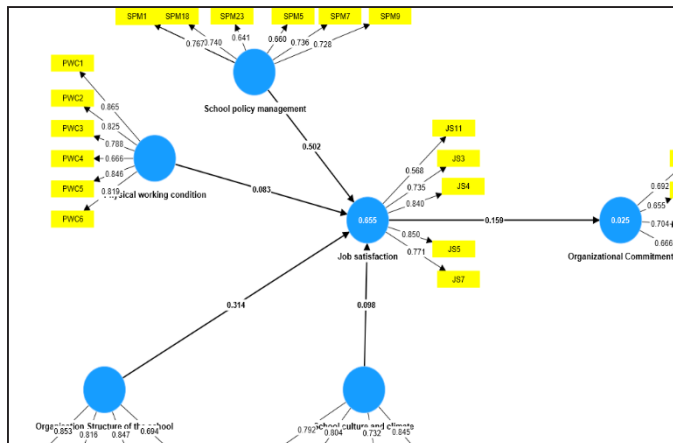 SPM1 SPM18 SPM23 SPM5 SPM7 SPM9
0.767 0.740 0.641 0.660 0.736 0.728
School policy management
PWC1
PWC2
PWC3
PWC4
PWC5
PWC6
0.865
0.825
0.788
0.666
0.846
0.819
Physical working condition
0.502
0.083
JS11
JS3
JS4
JS5
JS7
0.568
0.735
0.840
0.850
0.771
0.655
Job satisfaction
0.159
0.025
Organizational Commitment
0.692
0.655
0.704
0.666
0.314
0.098
Organisation Structure of the school
0.853 0.816 0.847 0.694
School culture and climate
0.792 0.804 0.732 0.845